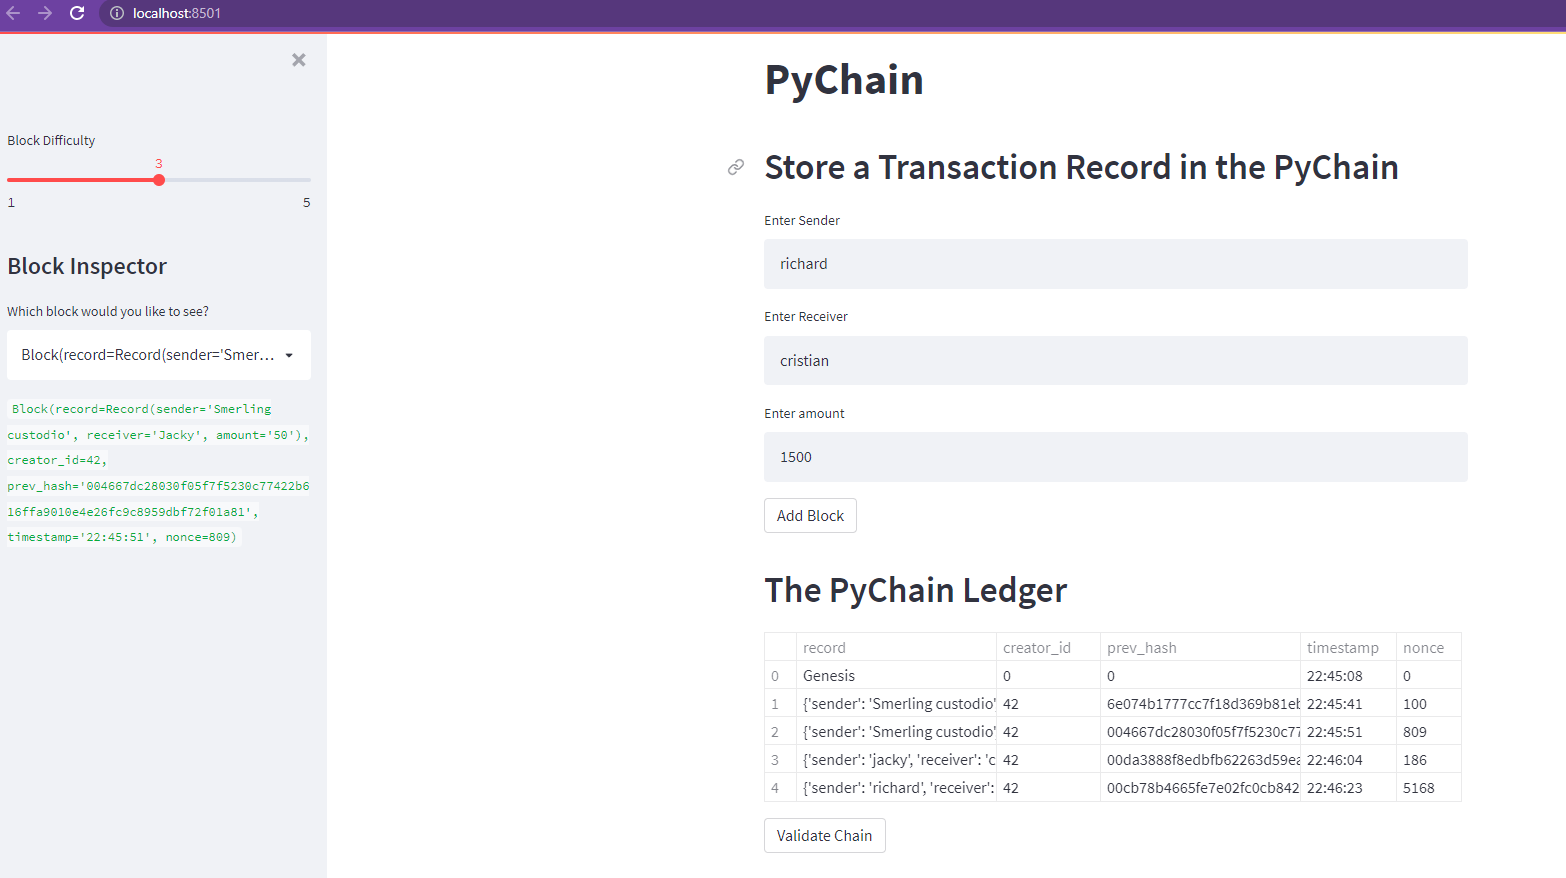 localhost:8501
Block Difficulty
3
1 5
Block Inspector
Which block would you like to see?
Block(record=Record(sender='Smer...
Block(record=Record(sender='Smerling
custodio', receiver='Jacky', amount='50'),
creator_id=42,
prev_hash='004667dc28030f05f7f5230c77422b6
16ffa9010e4e26fc9c8959dbf72f01a81',
timestamp='22:45:51', nonce=809)
PyChain
Store a Transaction Record in the PyChain
Enter Sender
richard
Enter Receiver
cristian
Enter amount
1500
Add Block
The PyChain Ledger
record creator_id prev_hash timestamp nonce
0 Genesis 0 0 22:45:08 0
1 {'sender': 'Smerling custodio' 42 6e074b1777cc7f18d369b81eb 22:45:41 100
2 {'sender': 'Smerling custodio' 42 004667dc28030f05f7f5230c77 22:45:51 809
3 {'sender': 'jacky', 'receiver': 'c 42 00da3888f8edbfb62263d59ea 22:46:04 186
4 {'sender': 'richard', 'receiver': 42 00cb78b4665fe7e02fc0cb842 22:46:23 5168
Validate Chain